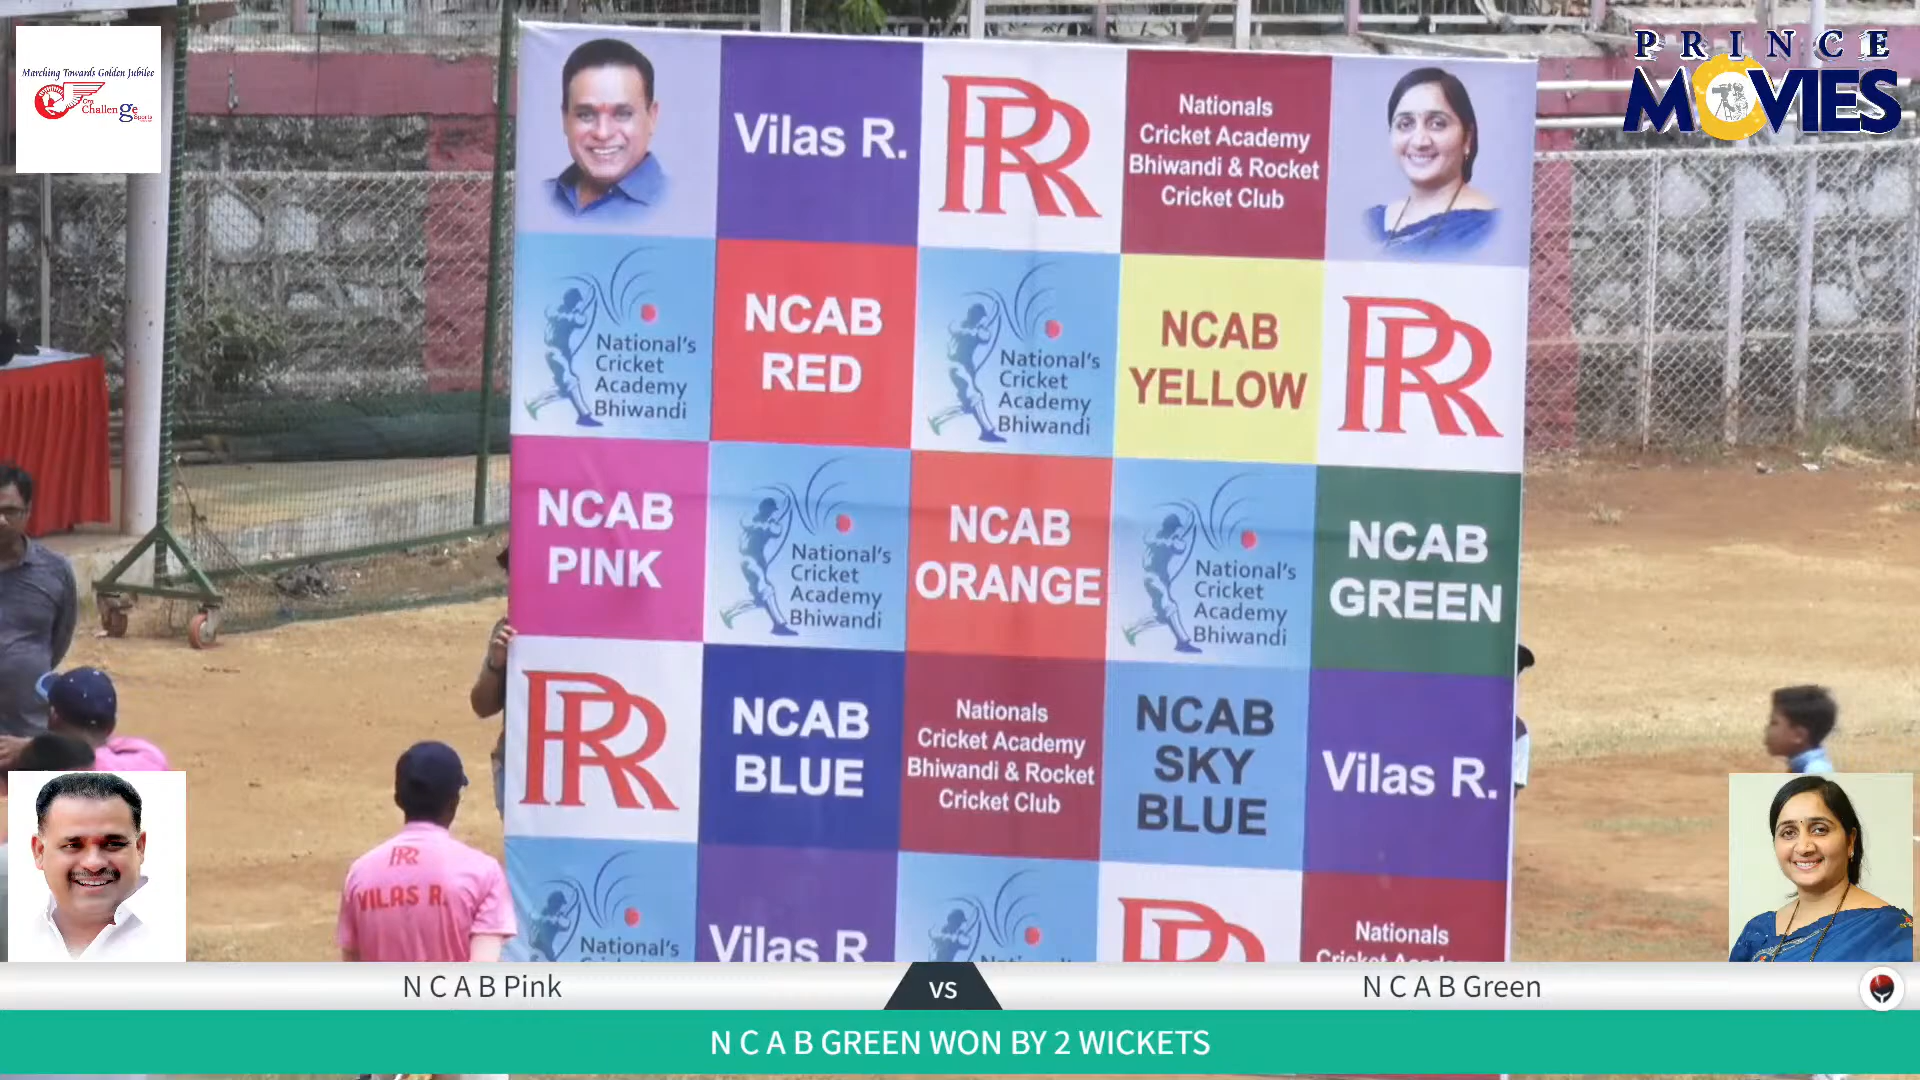 Marching Towards Golden Jubilee
Challenge
Sports
PRINCE
MOVIES
Vilas R.
RR
Nationals
Cricket Academy
Bhiwandi & Rocket
Cricket Club
National's
Cricket
Academy
Bhiwandi
NCAB
RED
National's
Cricket
Academy
Bhiwandi
NCAB
YELLOW
RR
NCAB
PINK
National's
Cricket
Academy
Bhiwandi
NCAB
ORANGE
National's
Cricket
Academy
Bhiwandi
NCAB
GREEN
RR
NCAB
BLUE
Nationals
Cricket Academy
Bhiwandi & Rocket
Cricket Club
NCAB
SKY
BLUE
Vilas R.
National's
Vilas R
RR
Nationals
RR
VILAS R.
N C A B Pink
VS
N C A B Green
N C A B GREEN WON BY 2 WICKETS